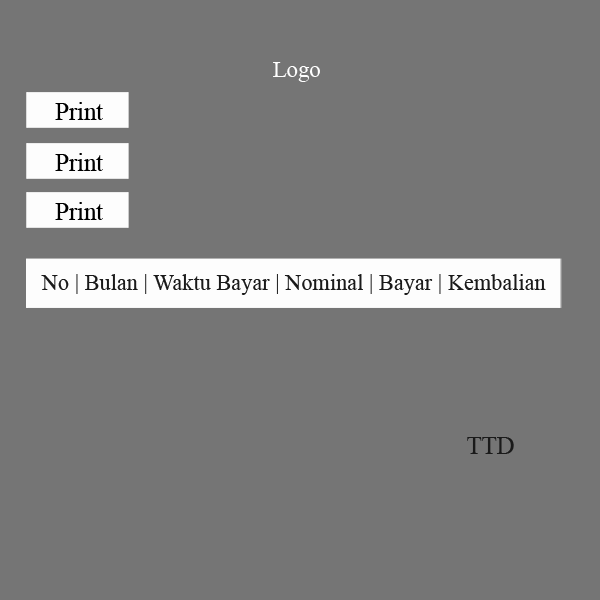 Logo
Print
Print
Print
No | Bulan | Waktu Bayar | Nominal | Bayar | Kembalian
TTD